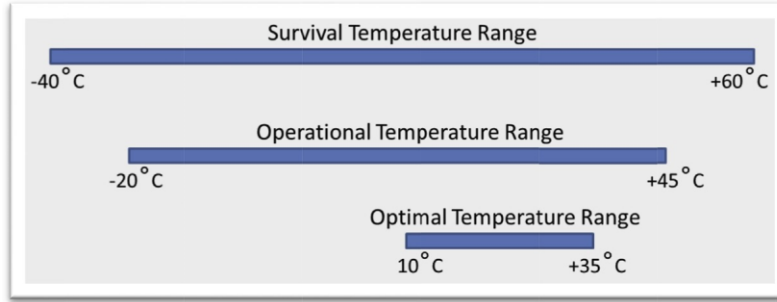 Survival Temperature Range
-40°C +60°C
Operational Temperature Range
-20°C +45°C
Optimal Temperature Range
10°C +35°C